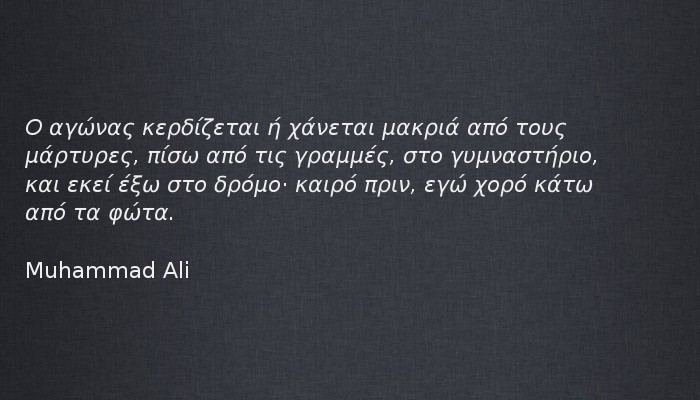 Ο αγώνας κερδίζεται ή χάνεται μακριά από τους
μάρτυρες, πίσω από τις γραμμές, στο γυμναστήριο,
και εκεί έξω στο δρόμο· καιρό πριν, εγώ χορό κάτω
από τα φώτα.
Muhammad Ali